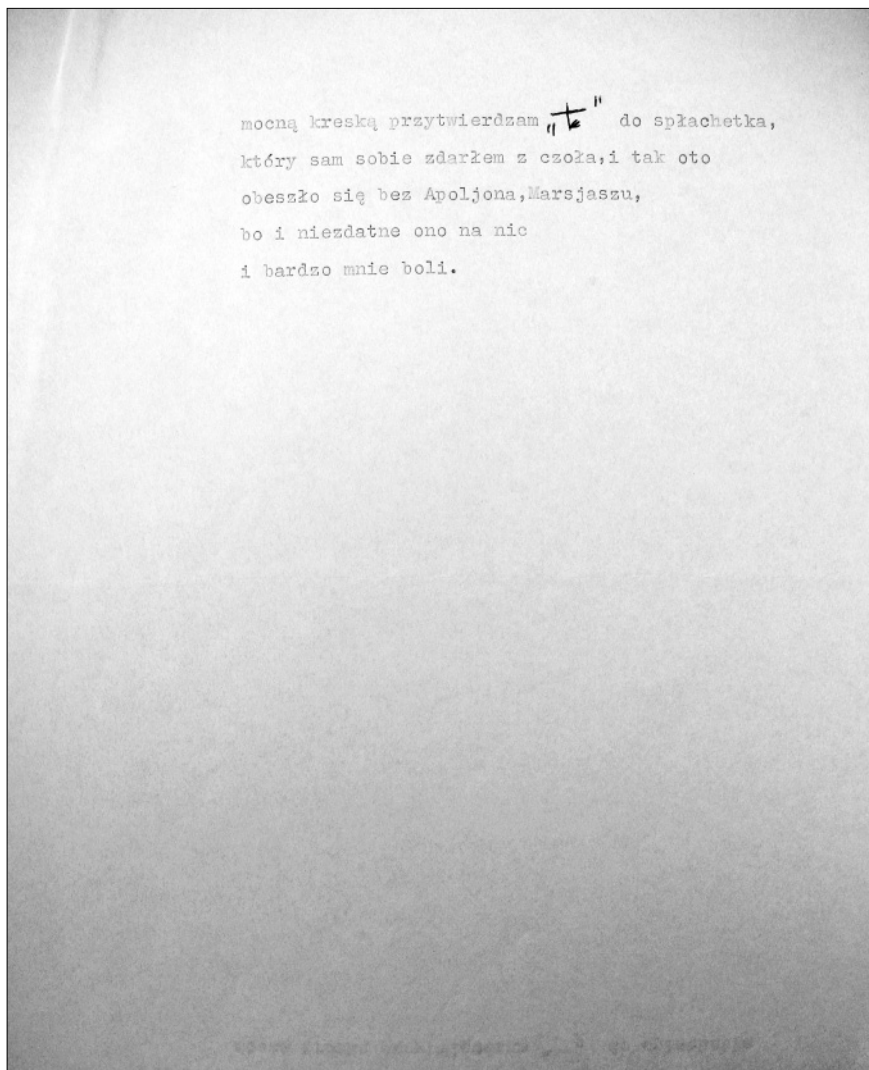 mocną kreską przytwierdzam „t" do spłachetka,
który sam sobie zdarłem z czoła,i tak oto
obeszło się bez Apoljona,Marsjaszu,
bo i niezdatne ono na nic
i bardzo mnie boli.